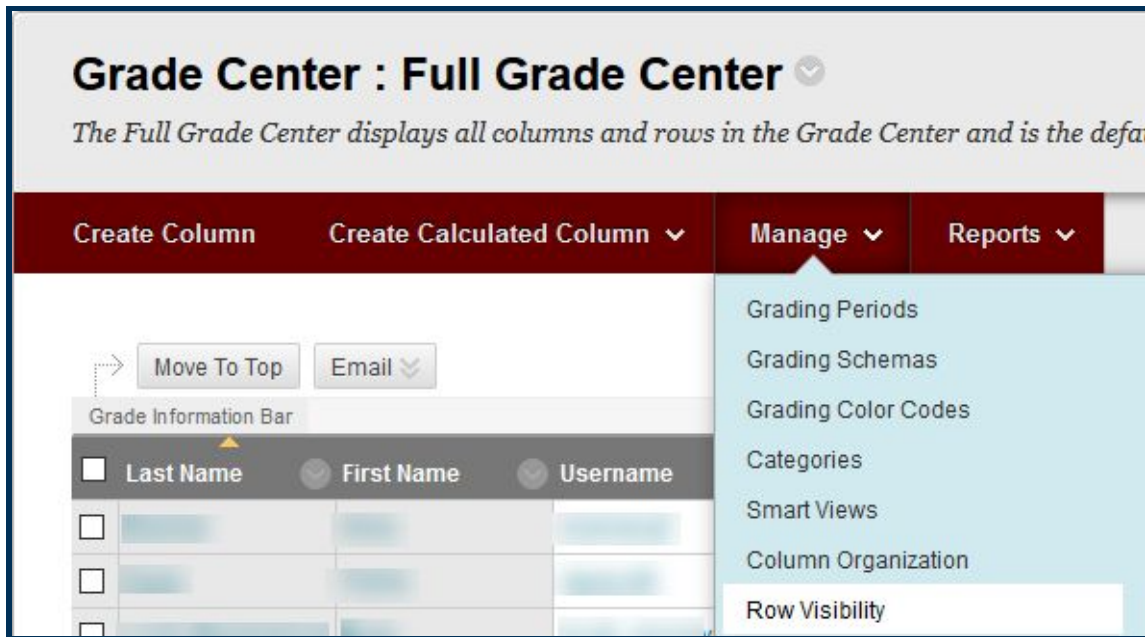 Grade Center : Full Grade Center
The Full Grade Center displays all columns and rows in the Grade Center and is the
Create Column Create Calculated Column Manage Reports
Grading Periods
Grading Schemas
Grading Color Codes
Categories
Smart Views
Column Organization
Row Visibility
Move To Top Email
Grade Information Bar
Last Name First Name Username